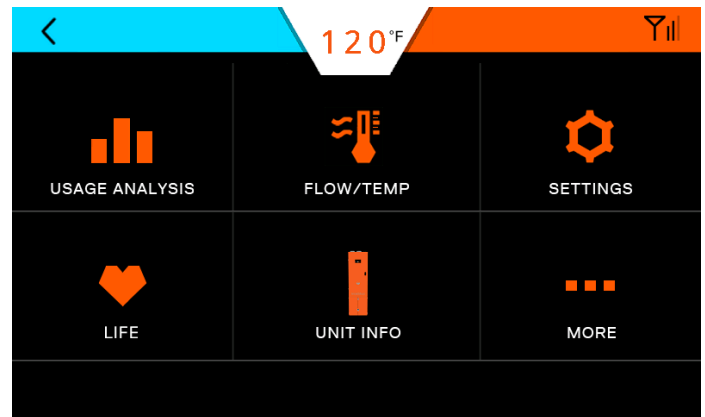 120°F
USAGE ANALYSIS
FLOW/TEMP
SETTINGS
LIFE
UNIT INFO
MORE